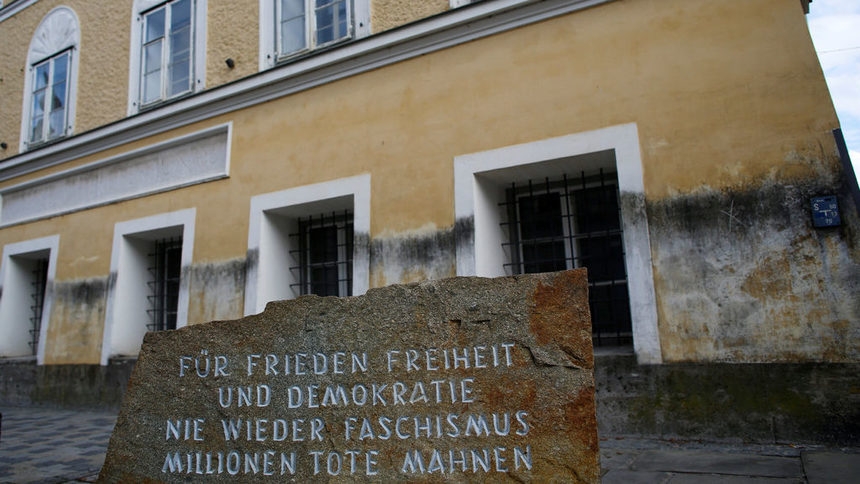 FÜR FRIEDEN FREIHEIT
UND DEMOKRATIE
NIE WIEDER FASCHISMUS
MILLIONEN TOTE MAHNEN